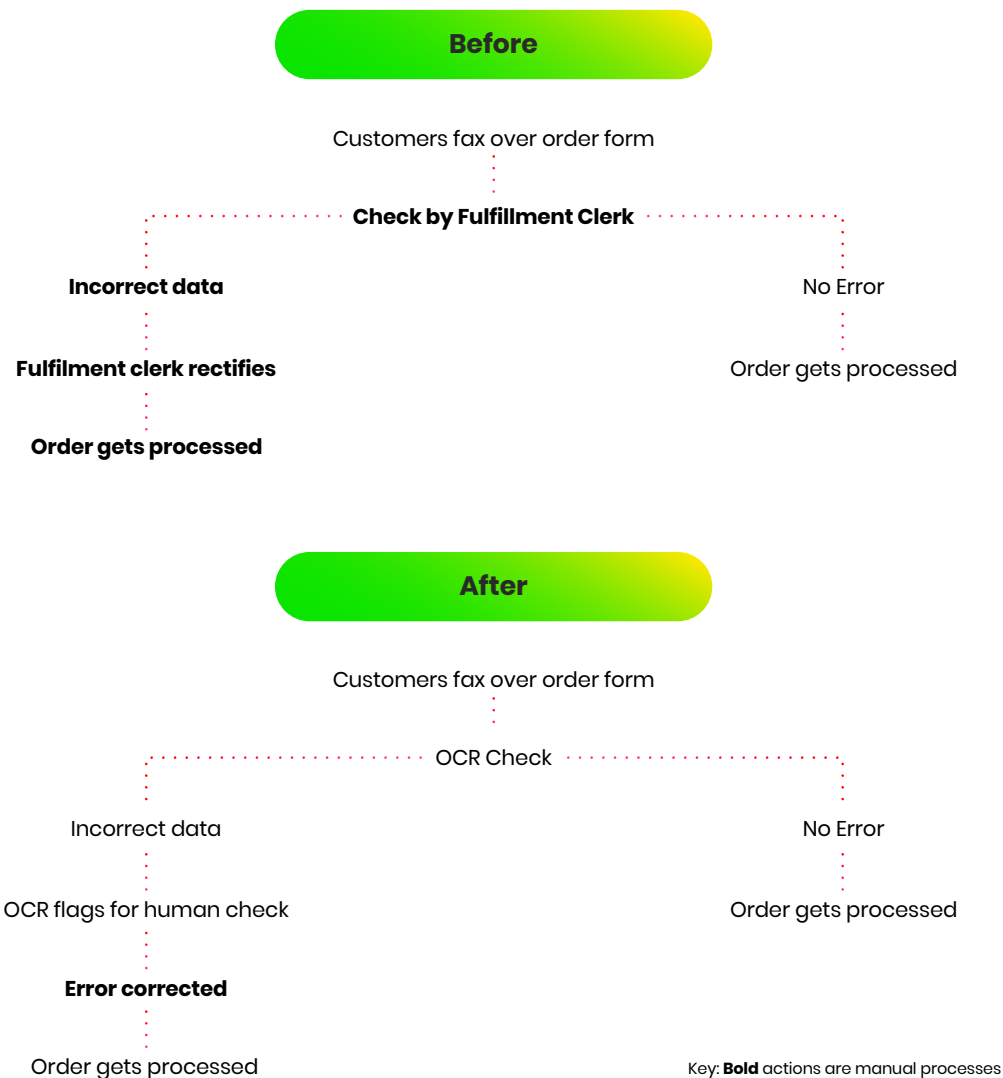 Before
Customers fax over order form
Check by Fulfillment Clerk
Incorrect data
No Error
Fulfilment clerk rectifies
Order gets processed
Order gets processed
After
Customers fax over order form
OCR Check
Incorrect data
No Error
OCR flags for human check
Order gets processed
Error corrected
Order gets processed
Key: Bold actions are manual processes